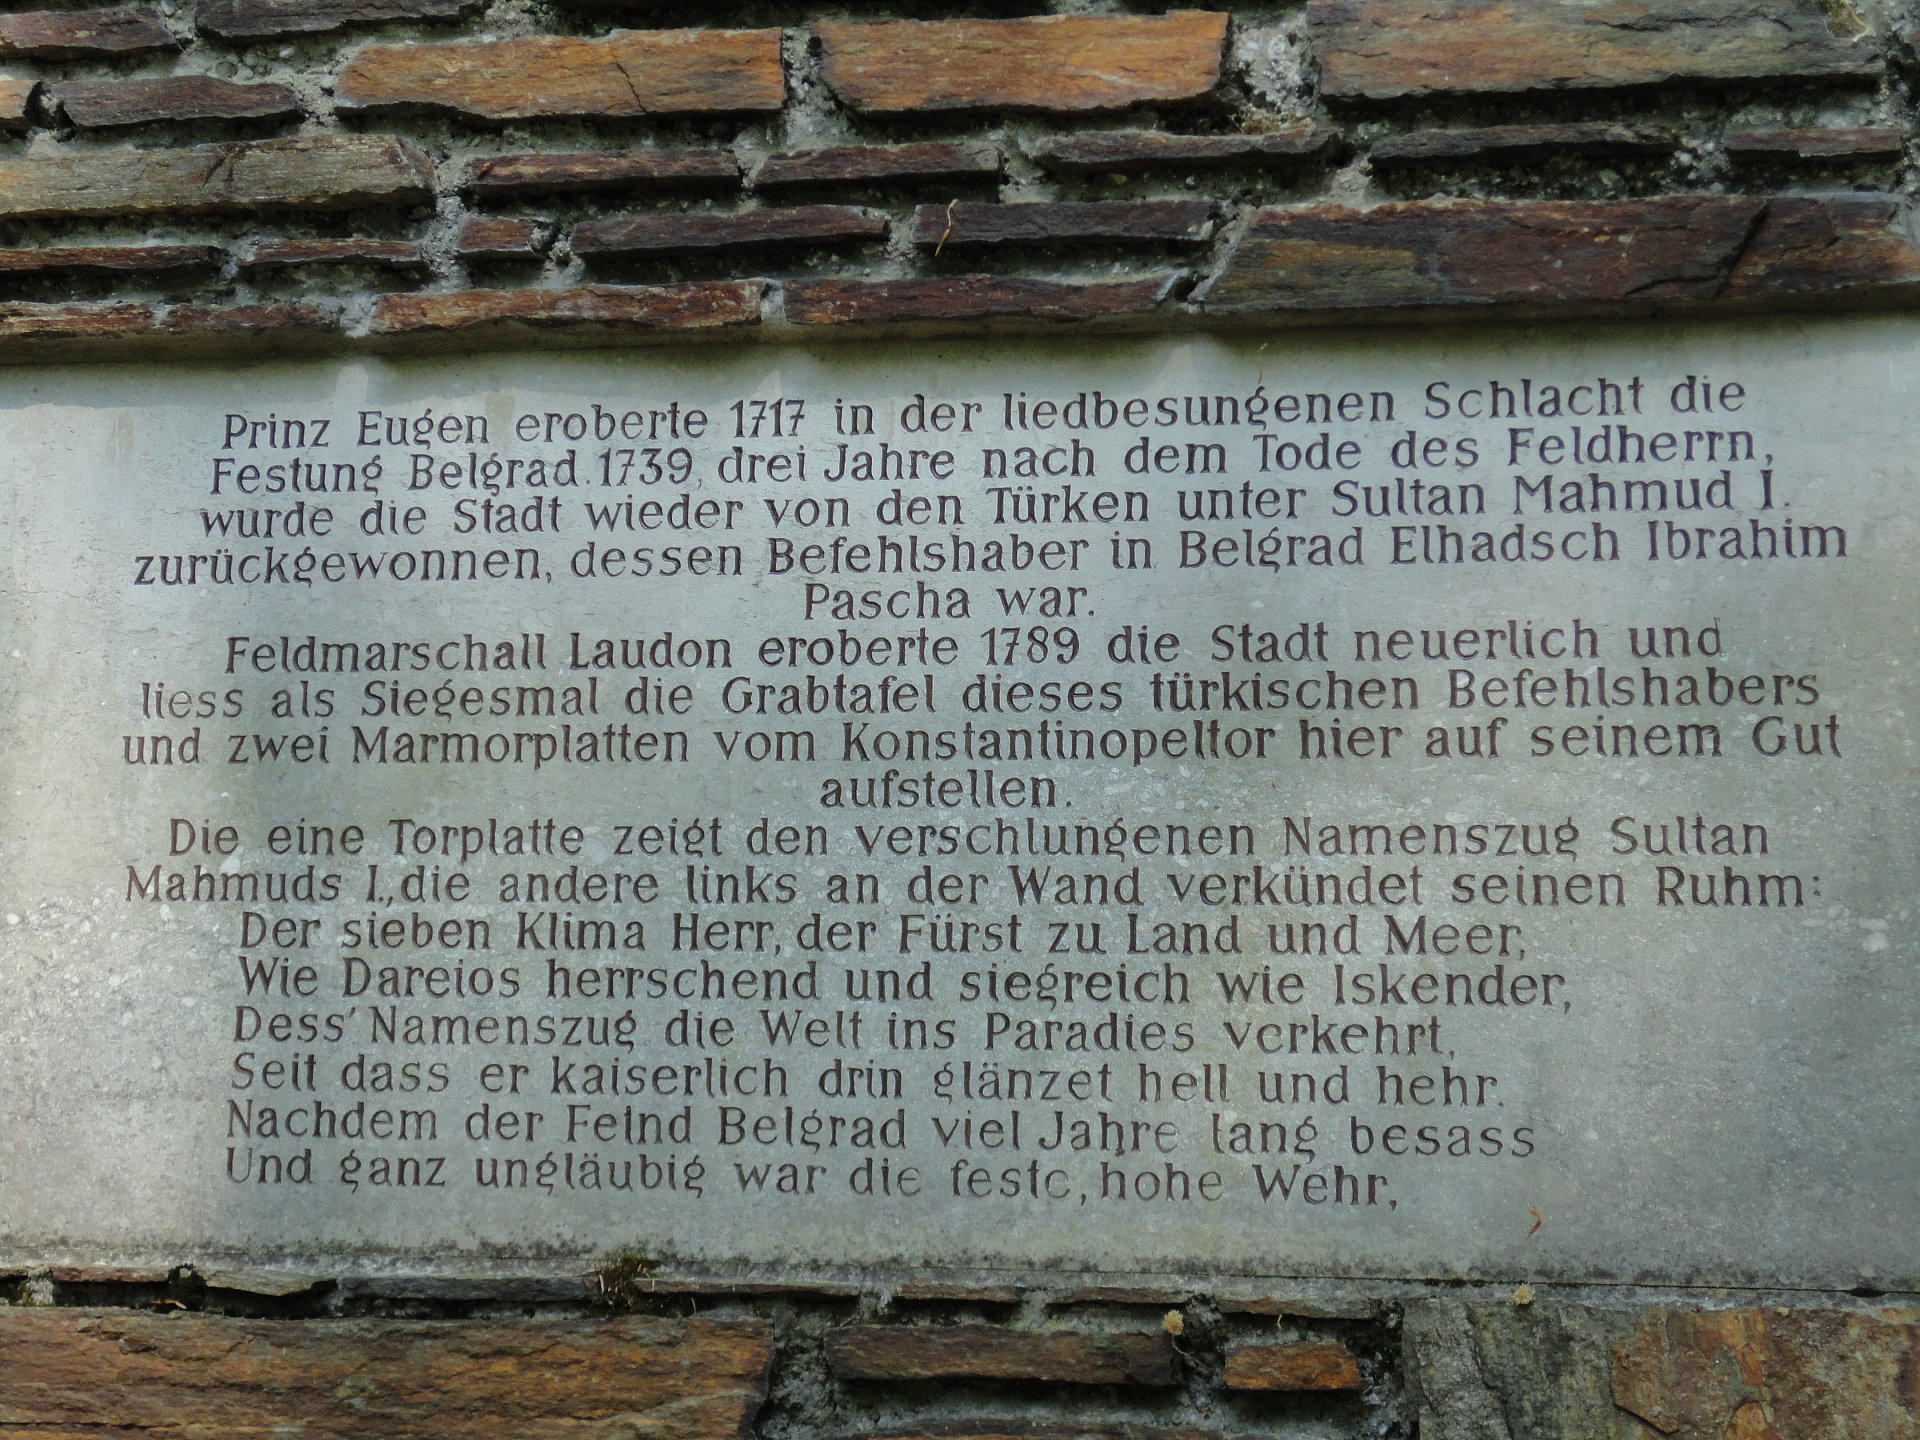 Prinz Eugen eroberte 1717 in der liedbesungenen Schlacht die
Festung Belgrad. 1739, drei Jahre nach dem Tode des Feldherrn,
wurde die Stadt wieder von den Türken unter Sultan Mahmud I.
zurückgewonnen, dessen Befehlshaber in Belgrad Elhadsch Ibrahim
Pascha war.
Feldmarschall Laudon eroberte 1789 die Stadt neuerlich und
liess als Siegesmal die Grabtafel dieses türkischen Befehlshabers
und zwei Marmorplatten vom Konstantinopeltor hier auf seinem Gut
aufstellen.
Die eine Torplatte zeigt den verschlungenen Namenszug Sultan
Mahmuds I., die andere links an der Wand verkündet seinen Ruhm:
Der sieben Klima Herr, der Fürst zu Land und Meer,
Wie Dareios herrschend und siegreich wie Iskender,
Dess' Namenszug die Welt ins Paradies verkehrt,
Seit dass er kaiserlich drin glänzet hell und hehr.
Nachdem der Feind Belgrad viel Jahre lang besass
Und ganz ungläubig war die feste, hohe Wehr,